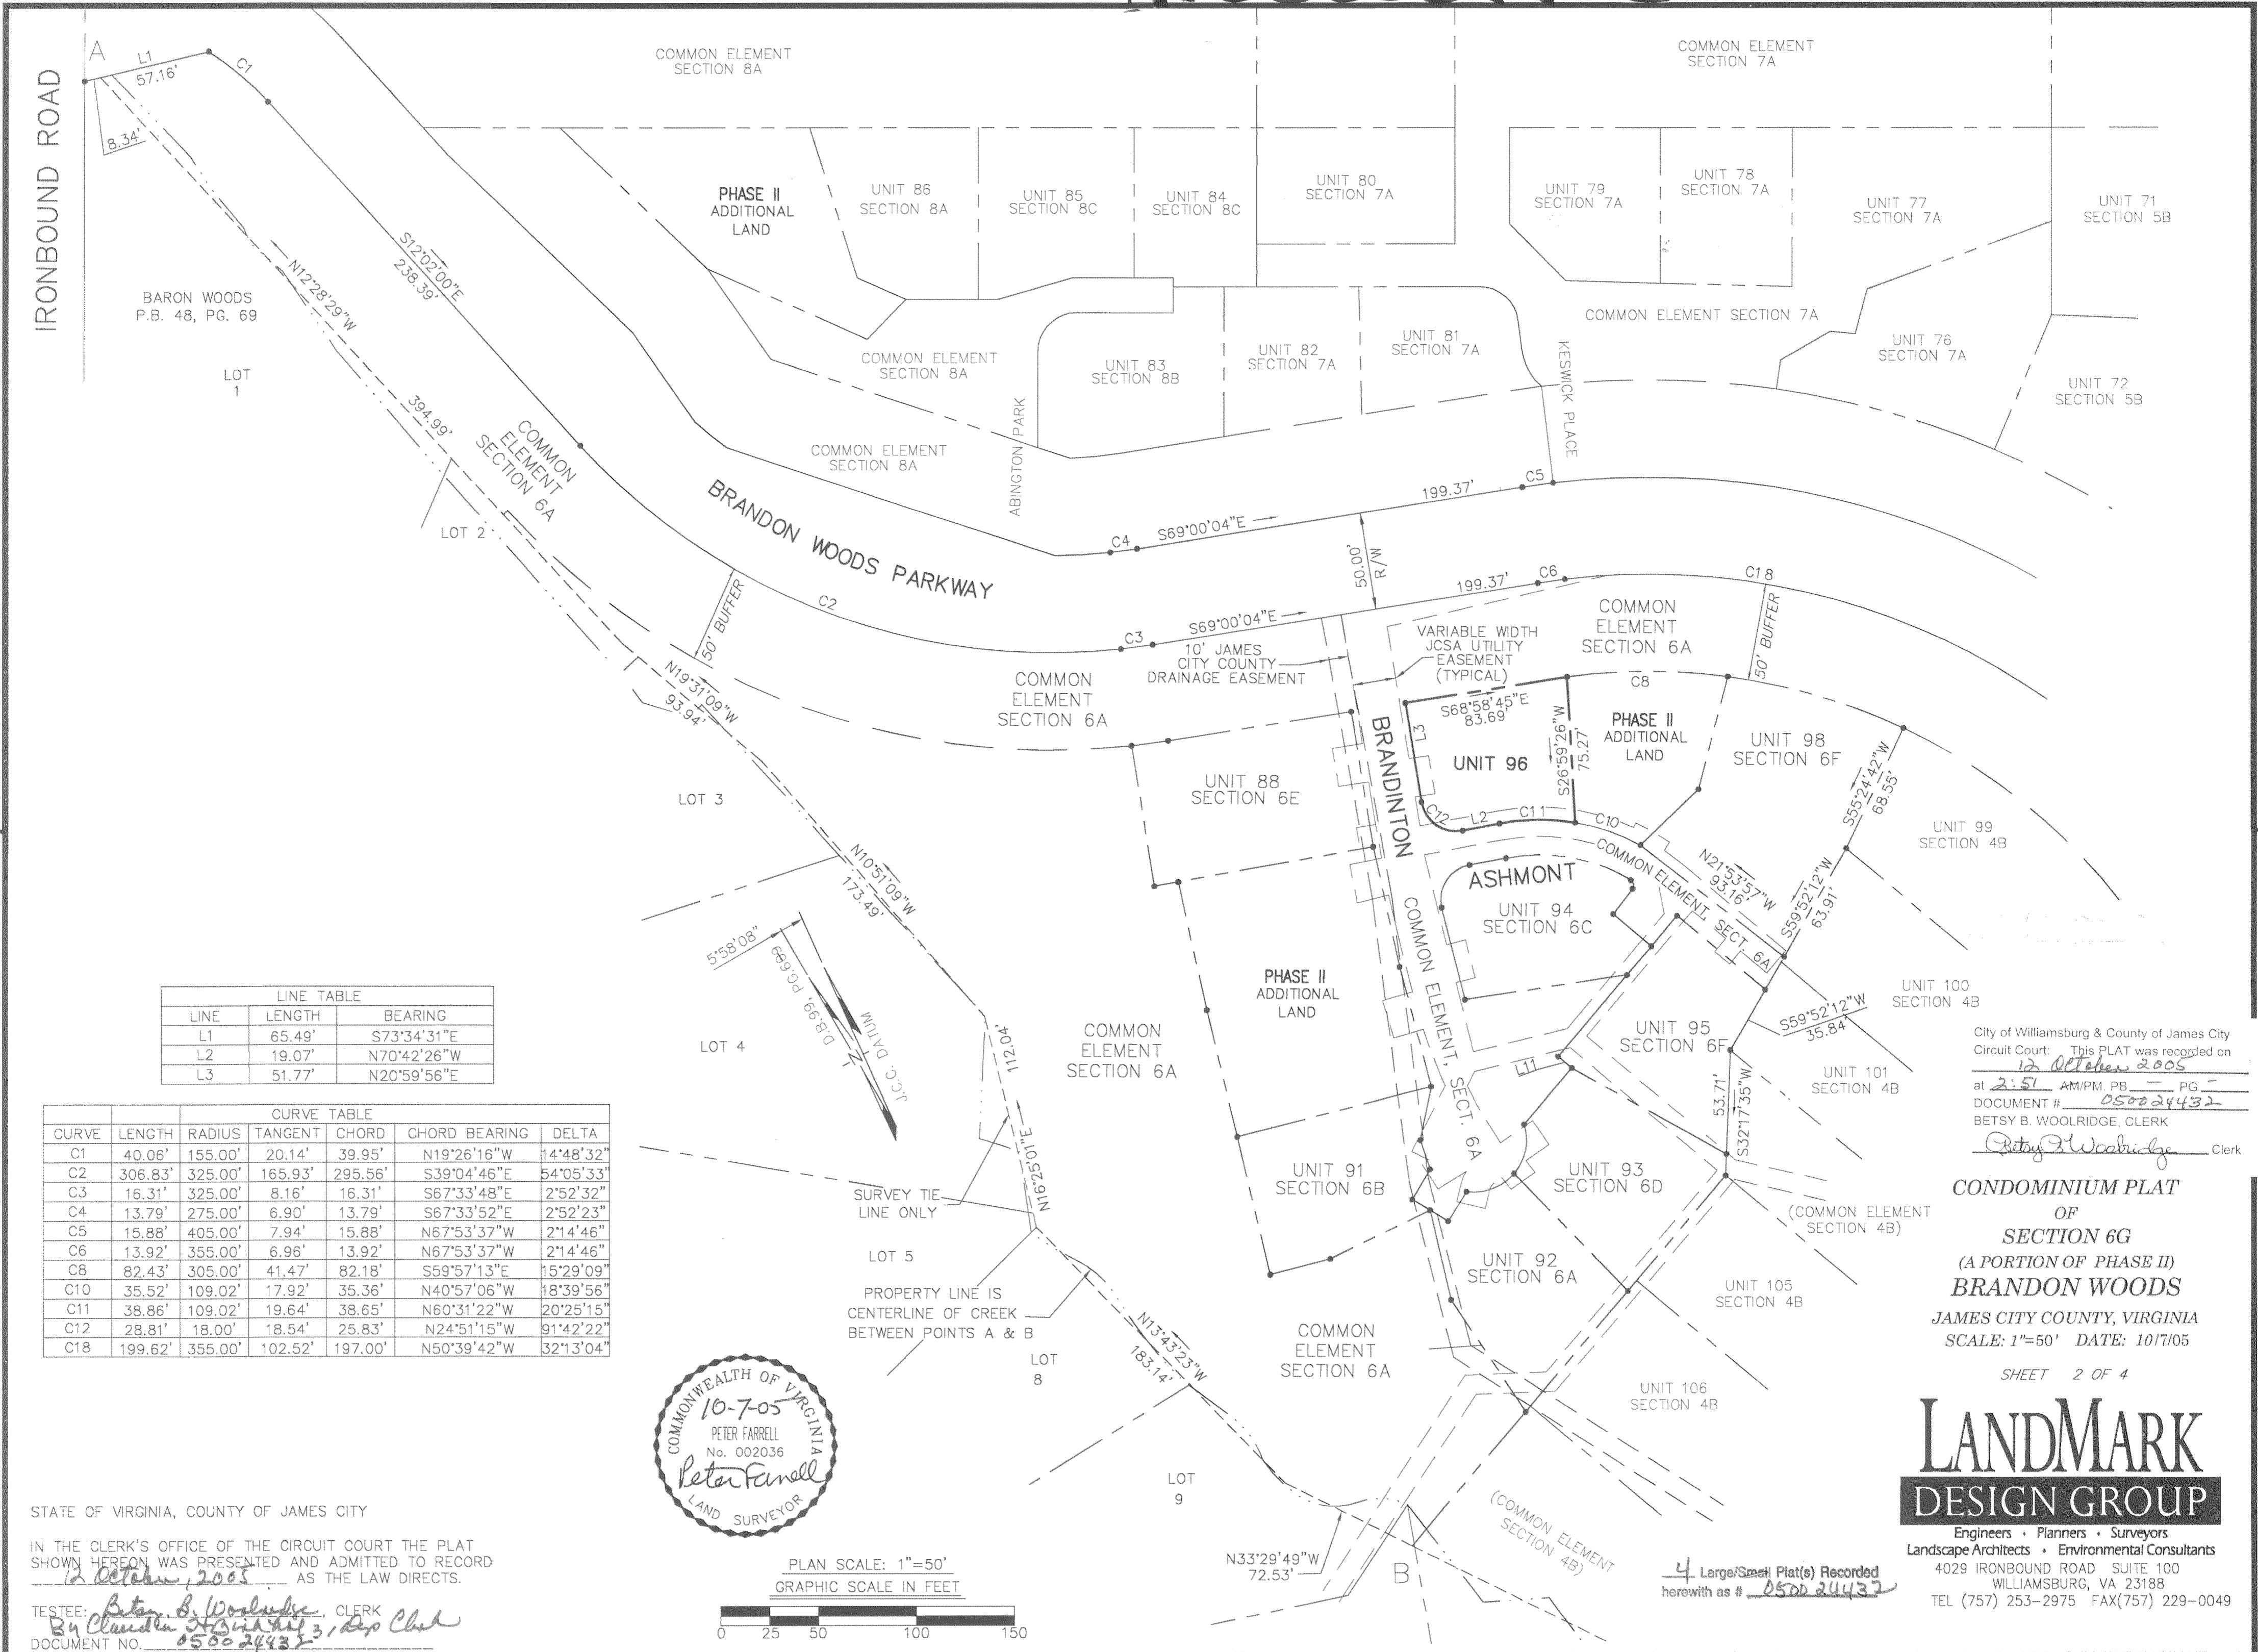 IRONBOUND ROAD
A
L1
57.16'
C1
8.34'
BARON WOODS
P.B. 48, PG. 69
LOT
1
S12°02'00"E
238.39'
N12°28'29"W
394.99'
COMMON
ELEMENT
SECTION 6A
LOT 2
COMMON ELEMENT
SECTION 8A
COMMON ELEMENT
SECTION 7A
PHASE II
ADDITIONAL
LAND
UNIT 86
SECTION 8A
UNIT 85
SECTION 8C
UNIT 84
SECTION 8C
UNIT 80
SECTION 7A
UNIT 79
SECTION 7A
UNIT 78
SECTION 7A
UNIT 77
SECTION 7A
UNIT 71
SECTION 5B
COMMON ELEMENT
SECTION 8A
UNIT 83
SECTION 8B
UNIT 82
SECTION 7A
UNIT 81
SECTION 7A
COMMON ELEMENT SECTION 7A
UNIT 76
SECTION 7A
UNIT 72
SECTION 5B
KESWICK PLACE
ABINGTON PARK
COMMON ELEMENT
SECTION 8A
BRANDON WOODS PARKWAY
C4
S69°00'04"E
199.37'
C5
50.00'
R/W
C2
50' BUFFER
C3
S69°00'04"E
199.37'
C6
C18
50' BUFFER
10' JAMES
CITY COUNTY
DRAINAGE EASEMENT
VARIABLE WIDTH
JCSA UTILITY
EASEMENT
(TYPICAL)
COMMON
ELEMENT
SECTION 6A
COMMON
ELEMENT
SECTION 6A
N19°31'09"W
93.94'
LOT 3
UNIT 88
SECTION 6E
BRANDINTON
S68°58'45"E
83.69'
L3
UNIT 96
S26°59'26"W
75.27'
C8
PHASE II
ADDITIONAL
LAND
UNIT 98
SECTION 6F
S55°24'42"W
68.55'
UNIT 99
SECTION 4B
C12
L2
C11
C10
ASHMONT
COMMON ELEMENT, SECT. 6A
N21°53'57"W
93.16'
S59°52'12"W
63.91'
UNIT 94
SECTION 6C
N10°51'09"W
173.49'
5°58'08"
D.B.99, PG.699
J.C.C. DATUM
N
LOT 4
COMMON
ELEMENT
SECTION 6A
PHASE II
ADDITIONAL
LAND
COMMON ELEMENT, SECT. 6A
UNIT 95
SECTION 6F
S59°52'12"W
35.84'
UNIT 100
SECTION 4B
UNIT 101
SECTION 4B
L11
53.71'
S32°17'35"W
LINE TABLE
LINE LENGTH BEARING
L1 65.49' S73°34'31"E
L2 19.07' N70°42'26"W
L3 51.77' N20°59'56"E
CURVE TABLE
CURVE LENGTH RADIUS TANGENT CHORD CHORD BEARING DELTA
C1 40.06' 155.00' 20.14' 39.95' N19°26'16"W 14°48'32"
C2 306.83' 325.00' 165.93' 295.56' S39°04'46"E 54°05'33"
C3 16.31' 325.00' 8.16' 16.31' S67°33'48"E 2°52'32"
C4 13.79' 275.00' 6.90' 13.79' S67°33'52"E 2°52'23"
C5 15.88' 405.00' 7.94' 15.88' N67°53'37"W 2°14'46"
C6 13.92' 355.00' 6.96' 13.92' N67°53'37"W 2°14'46"
C8 82.43' 305.00' 41.47' 82.18' S59°57'13"E 15°29'09"
C10 35.52' 109.02' 17.92' 35.36' N40°57'06"W 18°39'56"
C11 38.86' 109.02' 19.64' 38.65' N60°31'22"W 20°25'15"
C12 28.81' 18.00' 18.54' 25.83' N24°51'15"W 91°42'22"
C18 199.62' 355.00' 102.52' 197.00' N50°39'42"W 32°13'04"
112.04'
N16°25'01"E
SURVEY TIE
LINE ONLY
LOT 5
PROPERTY LINE IS
CENTERLINE OF CREEK
BETWEEN POINTS A & B
UNIT 91
SECTION 6B
UNIT 93
SECTION 6D
UNIT 92
SECTION 6A
(COMMON ELEMENT
SECTION 4B)
UNIT 105
SECTION 4B
UNIT 106
SECTION 4B
COMMON
ELEMENT
SECTION 6A
LOT
8
N13°43'23"W
183.14'
LOT
9
N33°29'49"W
72.53'
B
(COMMON ELEMENT
SECTION 4B)
City of Williamsburg & County of James City
Circuit Court: This PLAT was recorded on
12 October 2005
at 2:51 AM/PM. PB — PG -
DOCUMENT # 050024432
BETSY B. WOOLRIDGE, CLERK
Betsy B Woolridge Clerk
CONDOMINIUM PLAT
OF
SECTION 6G
(A PORTION OF PHASE II)
BRANDON WOODS
JAMES CITY COUNTY, VIRGINIA
SCALE: 1"=50' DATE: 10/7/05
SHEET 2 OF 4
LANDMARK
DESIGN GROUP
Engineers • Planners • Surveyors
Landscape Architects • Environmental Consultants
4029 IRONBOUND ROAD SUITE 100
WILLIAMSBURG, VA 23188
TEL (757) 253-2975 FAX(757) 229-0049
4 Large/Small Plat(s) Recorded
herewith as # 050024432
COMMONWEALTH OF VIRGINIA
10-7-05
PETER FARRELL
No. 002036
Peter Farrell
LAND SURVEYOR
PLAN SCALE: 1"=50'
GRAPHIC SCALE IN FEET
0 25 50 100 150
STATE OF VIRGINIA, COUNTY OF JAMES CITY
IN THE CLERK'S OFFICE OF THE CIRCUIT COURT THE PLAT
SHOWN HEREON WAS PRESENTED AND ADMITTED TO RECORD
12 October, 2005 AS THE LAW DIRECTS.
TESTEE: Betsy B. Woolridge, CLERK
By Dep Clerk
DOCUMENT NO. 050024432